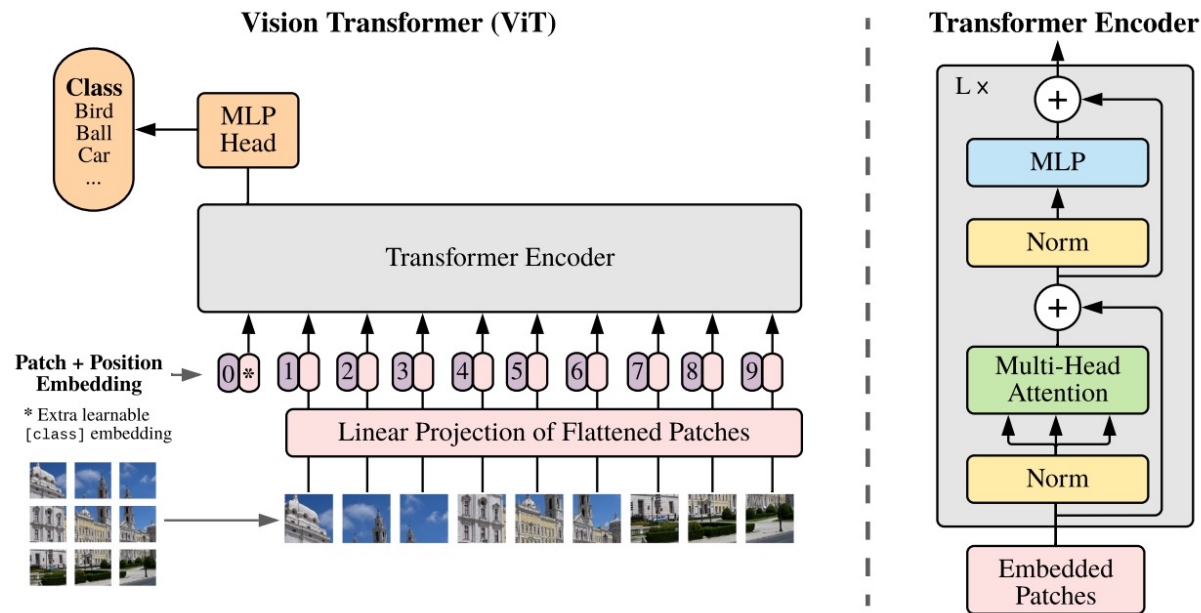 Vision Transformer (ViT)
Class
Bird
Ball
Car
...
MLP
Head
Transformer Encoder
Patch + Position
Embedding
0 * 1 2 3 4 5 6 7 8 9
* Extra learnable
[class] embedding
Linear Projection of Flattened Patches
Transformer Encoder
L x
+
MLP
Norm
+
Multi-Head
Attention
Norm
Embedded
Patches